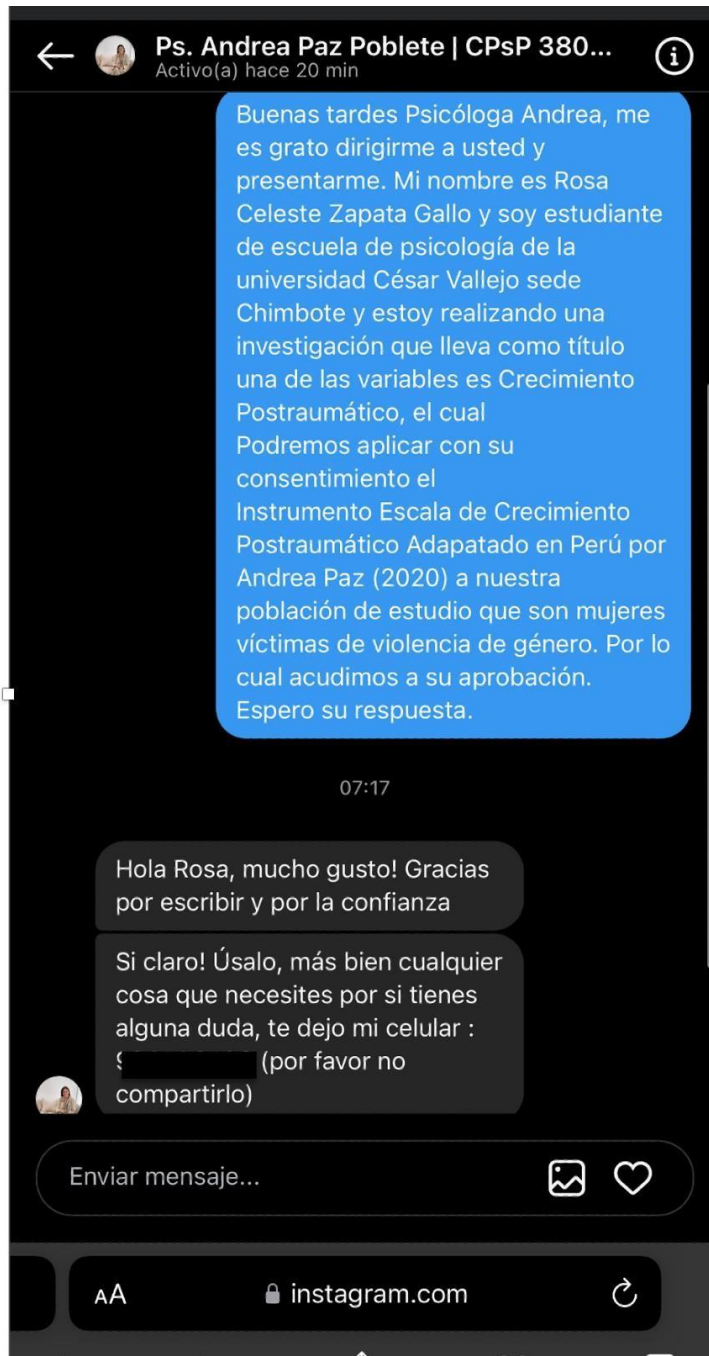 Ps. Andrea Paz Poblete | CPsP 380...
Activo(a) hace 20 min
Buenas tardes Psicóloga Andrea, me
es grato dirigirme a usted y
presentarme. Mi nombre es Rosa
Celeste Zapata Gallo y soy estudiante
de escuela de psicología de la
universidad César Vallejo sede
Chimbote y estoy realizando una
investigación que lleva como título
una de las variables es Crecimiento
Postraumático, el cual
Podremos aplicar con su
consentimiento el
Instrumento Escala de Crecimiento
Postraumático Adapatado en Perú por
Andrea Paz (2020) a nuestra
población de estudio que son mujeres
víctimas de violencia de género. Por lo
cual acudimos a su aprobación.
Espero su respuesta.
07:17
Hola Rosa, mucho gusto! Gracias
por escribir y por la confianza
Si claro! Úsalo, más bien cualquier
cosa que necesites por si tienes
alguna duda, te dejo mi celular :
(por favor no
compartirlo)
Enviar mensaje...
AA
instagram.com